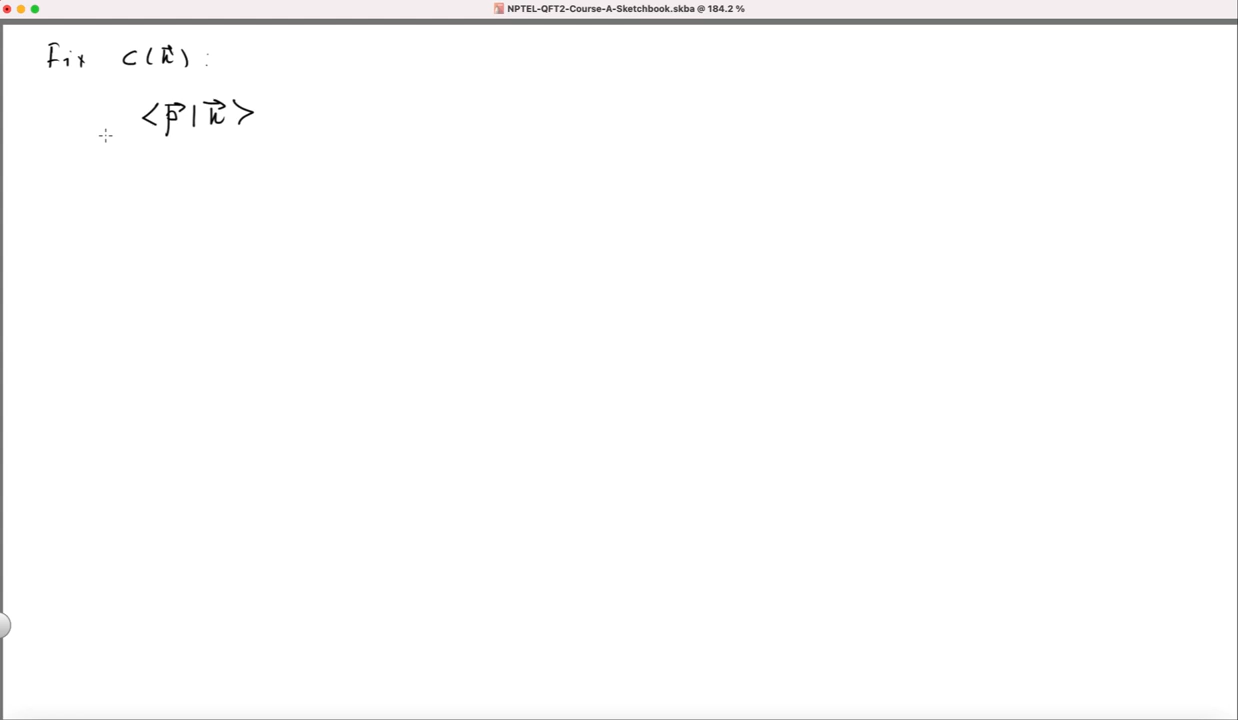 NPTEL-QFT2-Course-A-Sketchbook.skba @ 184.2 %
Fix C(k⃗) :
<p⃗|k⃗>